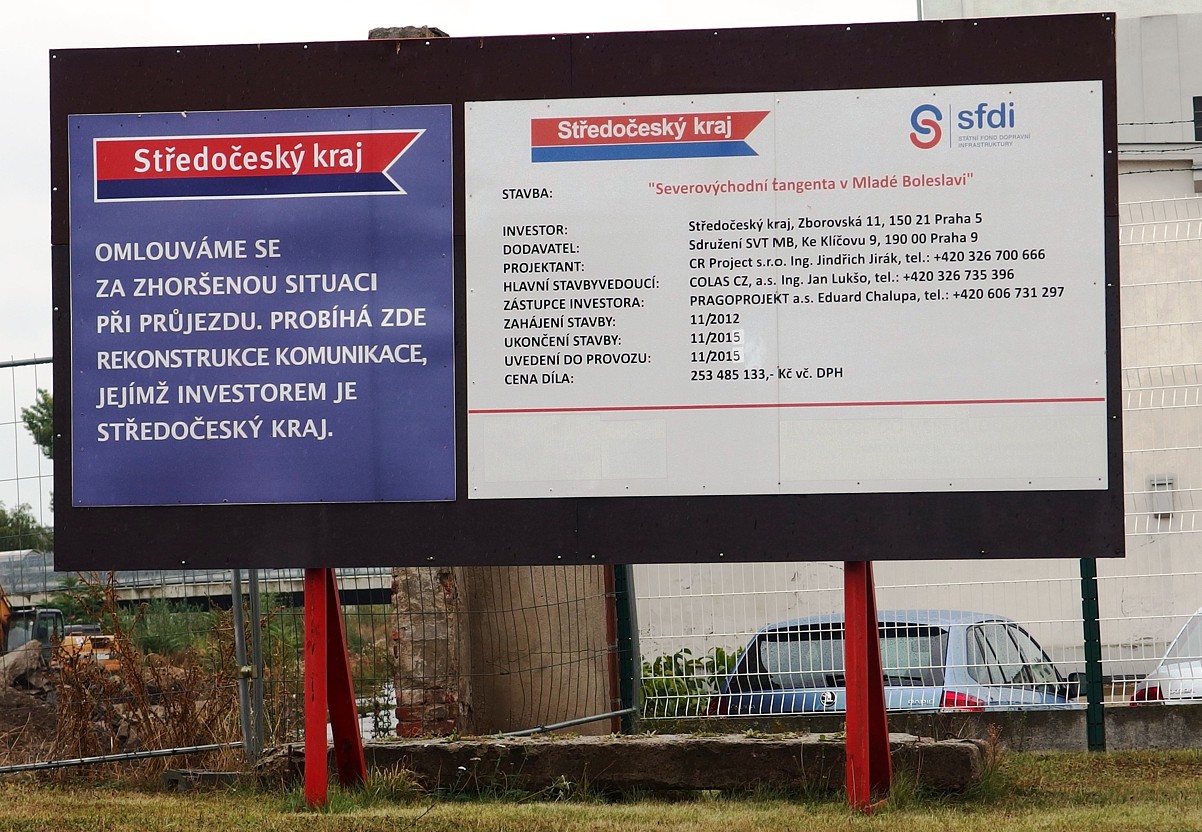 Středočeský kraj
OMLOUVÁME SE
ZA ZHORŠENOU SITUACI
PŘI PRŮJEZDU. PROBÍHÁ ZDE
REKONSTRUKCE KOMUNIKACE,
JEJÍMŽ INVESTOREM JE
STŘEDOČESKÝ KRAJ.
Středočeský kraj
sfdi
STÁTNÍ FOND DOPRAVNÍ
INFRASTRUKTURY
STAVBA: "Severovýchodní tangenta v Mladé Boleslavi"
INVESTOR: Středočeský kraj, Zborovská 11, 150 21 Praha 5
DODAVATEL: Sdružení SVT MB, Ke Klíčovu 9, 190 00 Praha 9
PROJEKTANT: CR Project s.r.o. Ing. Jindřich Jirák, tel.: +420 326 700 666
HLAVNÍ STAVBYVEDOUCÍ: COLAS CZ, a.s. Ing. Jan Lukšo, tel.: +420 326 735 396
ZÁSTUPCE INVESTORA: PRAGOPROJEKT a.s. Eduard Chalupa, tel.: +420 606 731 297
ZAHÁJENÍ STAVBY: 11/2012
UKONČENÍ STAVBY: 11/2015
UVEDENÍ DO PROVOZU: 11/2015
CENA DÍLA: 253 485 133,- Kč vč. DPH